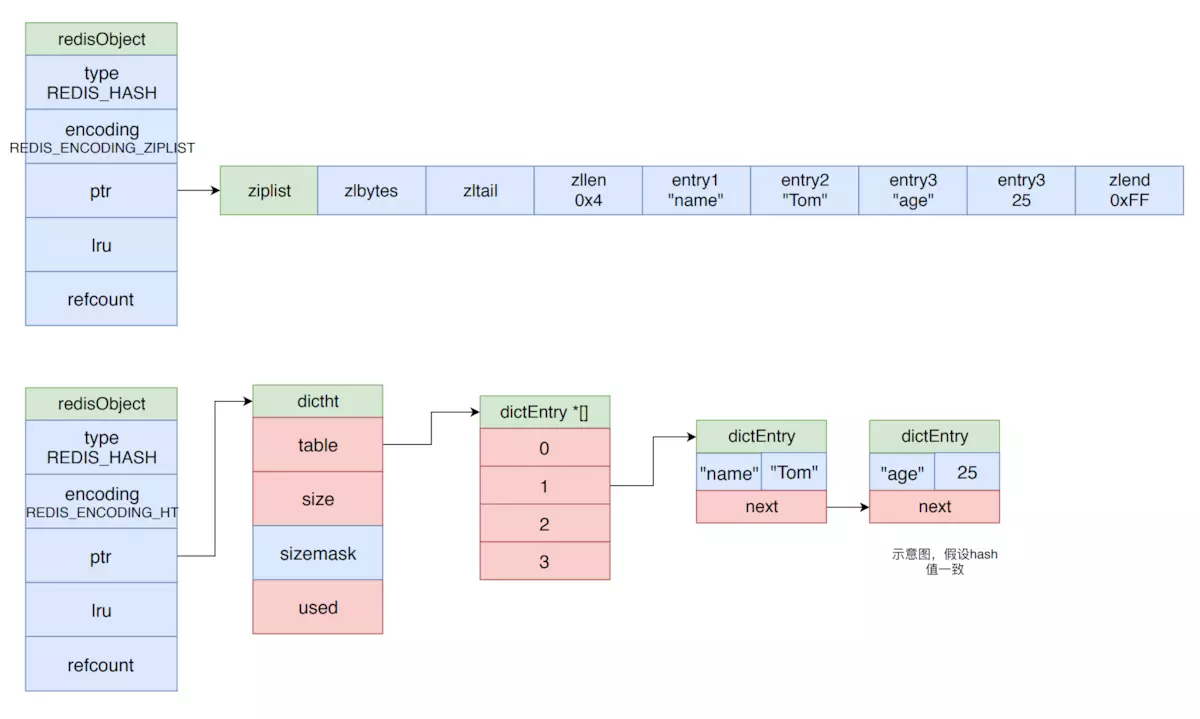 redisObject
type
REDIS_HASH
encoding
REDIS_ENCODING_ZIPLIST
ptr
lru
refcount
ziplist
zlbytes
zltail
zllen
0x4
entry1
"name"
entry2
"Tom"
entry3
"age"
entry3
25
zlend
0xFF
redisObject
type
REDIS_HASH
encoding
REDIS_ENCODING_HT
ptr
lru
refcount
dictht
table
size
sizemask
used
dictEntry *[]
0
1
2
3
dictEntry
"name"
"Tom"
next
dictEntry
"age"
25
next
示意图，假设hash
值一致